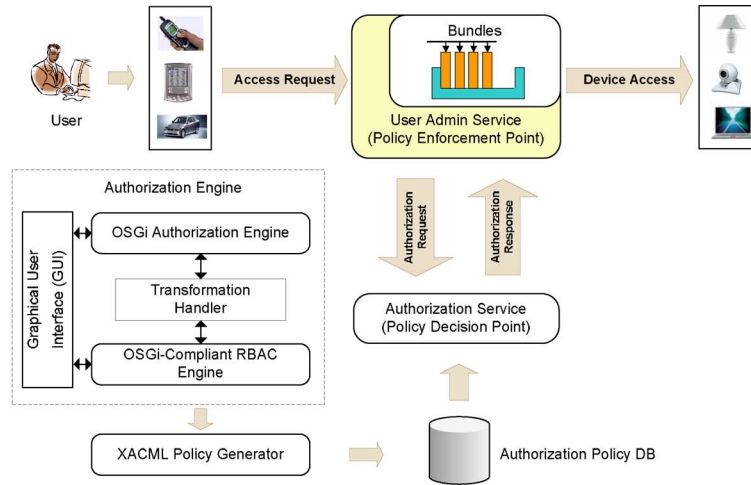 Bundles
User
Access Request
Device Access
User Admin Service
(Policy Enforcement Point)
Authorization Engine
Graphical User
Interface (GUI)
OSGi Authorization Engine
Transformation
Handler
OSGi-Compliant RBAC
Engine
Authorization
Request
Authorization
Response
Authorization Service
(Policy Decision Point)
XACML Policy Generator
Authorization Policy DB